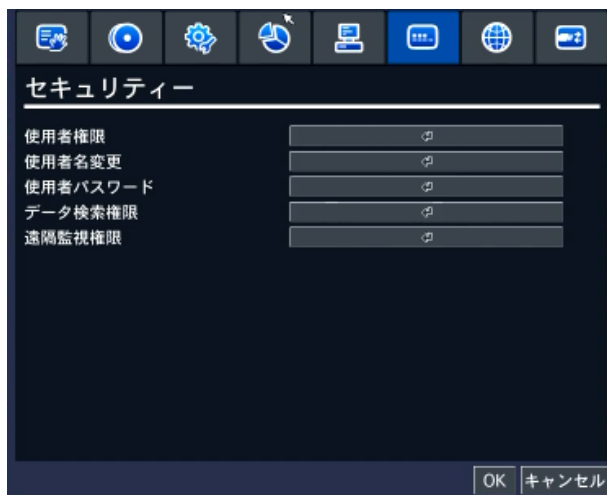 セキュリティー
使用者権限
使用者名変更
使用者パスワード
データ検索権限
遠隔監視権限
OK キャンセル